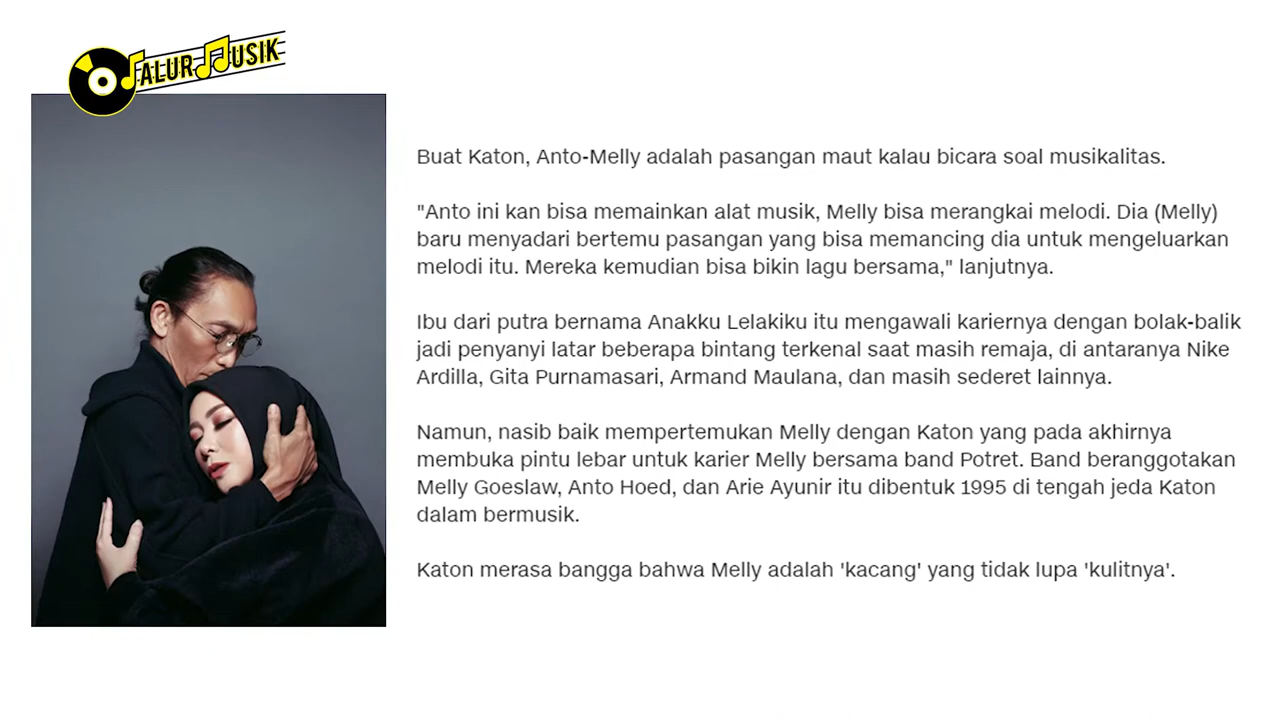 JALUR MUSIK
Buat Katon, Anto-Melly adalah pasangan maut kalau bicara soal musikalitas.
"Anto ini kan bisa memainkan alat musik, Melly bisa merangkai melodi. Dia (Melly)
baru menyadari bertemu pasangan yang bisa memancing dia untuk mengeluarkan
melodi itu. Mereka kemudian bisa bikin lagu bersama," lanjutnya.
Ibu dari putra bernama Anakku Lelakiku itu mengawali kariernya dengan bolak-balik
jadi penyanyi latar beberapa bintang terkenal saat masih remaja, di antaranya Nike
Ardilla, Gita Purnamasari, Armand Maulana, dan masih sederet lainnya.
Namun, nasib baik mempertemukan Melly dengan Katon yang pada akhirnya
membuka pintu lebar untuk karier Melly bersama band Potret. Band beranggotakan
Melly Goeslaw, Anto Hoed, dan Arie Ayunir itu dibentuk 1995 di tengah jeda Katon
dalam bermusik.
Katon merasa bangga bahwa Melly adalah 'kacang' yang tidak lupa 'kulitnya'.